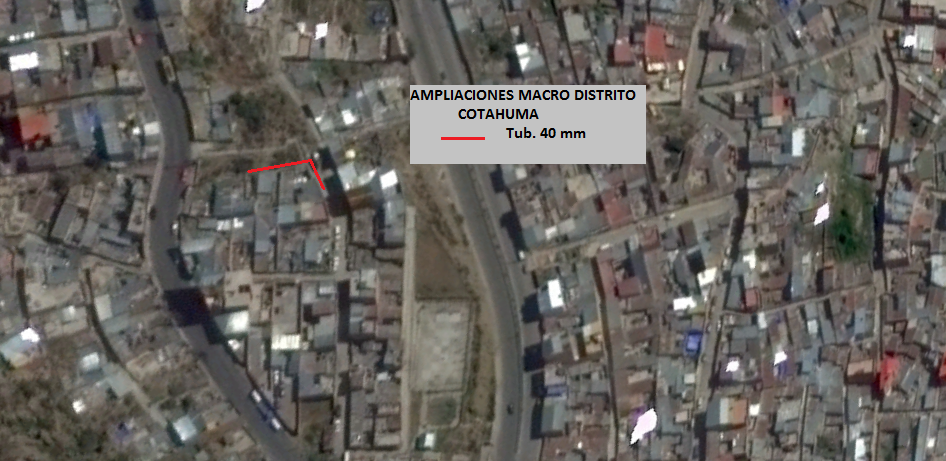 AMPLIACIONES MACRO DISTRITO
COTAHUMA
Tub. 40 mm